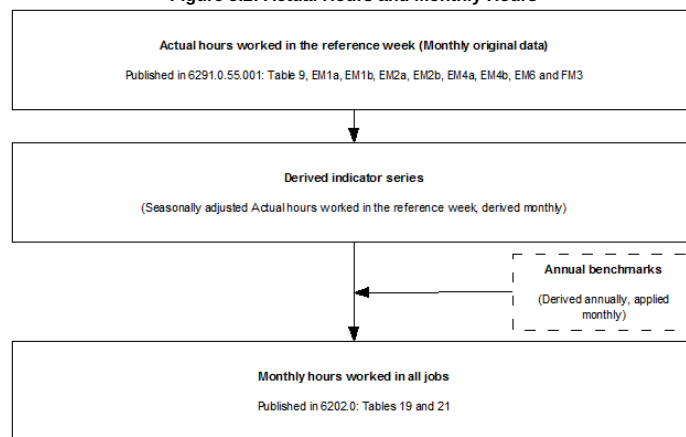 Figure 3.2: Actual Hours and Monthly Hours
Actual hours worked in the reference week (Monthly original data)
Published in 6291.0.55.001: Table 9, EM1a, EM1b, EM2a, EM2b, EM4a, EM4b, EM6 and FM3
Derived indicator series
(Seasonally adjusted Actual hours worked in the reference week, derived monthly)
Annual benchmarks
(Derived annually, applied
monthly)
Monthly hours worked in all jobs
Published in 6202.0: Tables 19 and 21